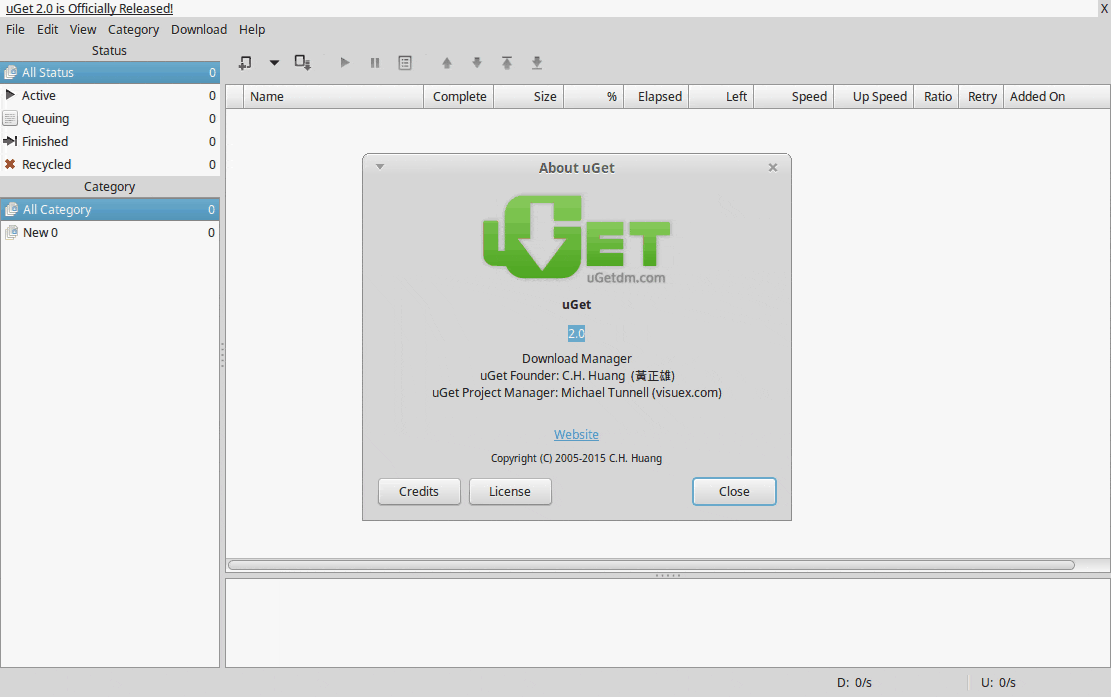 uGet 2.0 is Officially Released! X
File Edit View Category Download Help
Status
All Status 0
Active 0
Queuing 0
Finished 0
Recycled 0
Category
All Category 0
New 0 0
Name Complete Size % Elapsed Left Speed Up Speed Ratio Retry Added On
About uGet
uGET
uGetdm.com
uGet
2.0
Download Manager
uGet Founder: C.H. Huang (黃正雄)
uGet Project Manager: Michael Tunnell (visuex.com)
Website
Copyright (C) 2005-2015 C.H. Huang
Credits License Close
D: 0/s U: 0/s